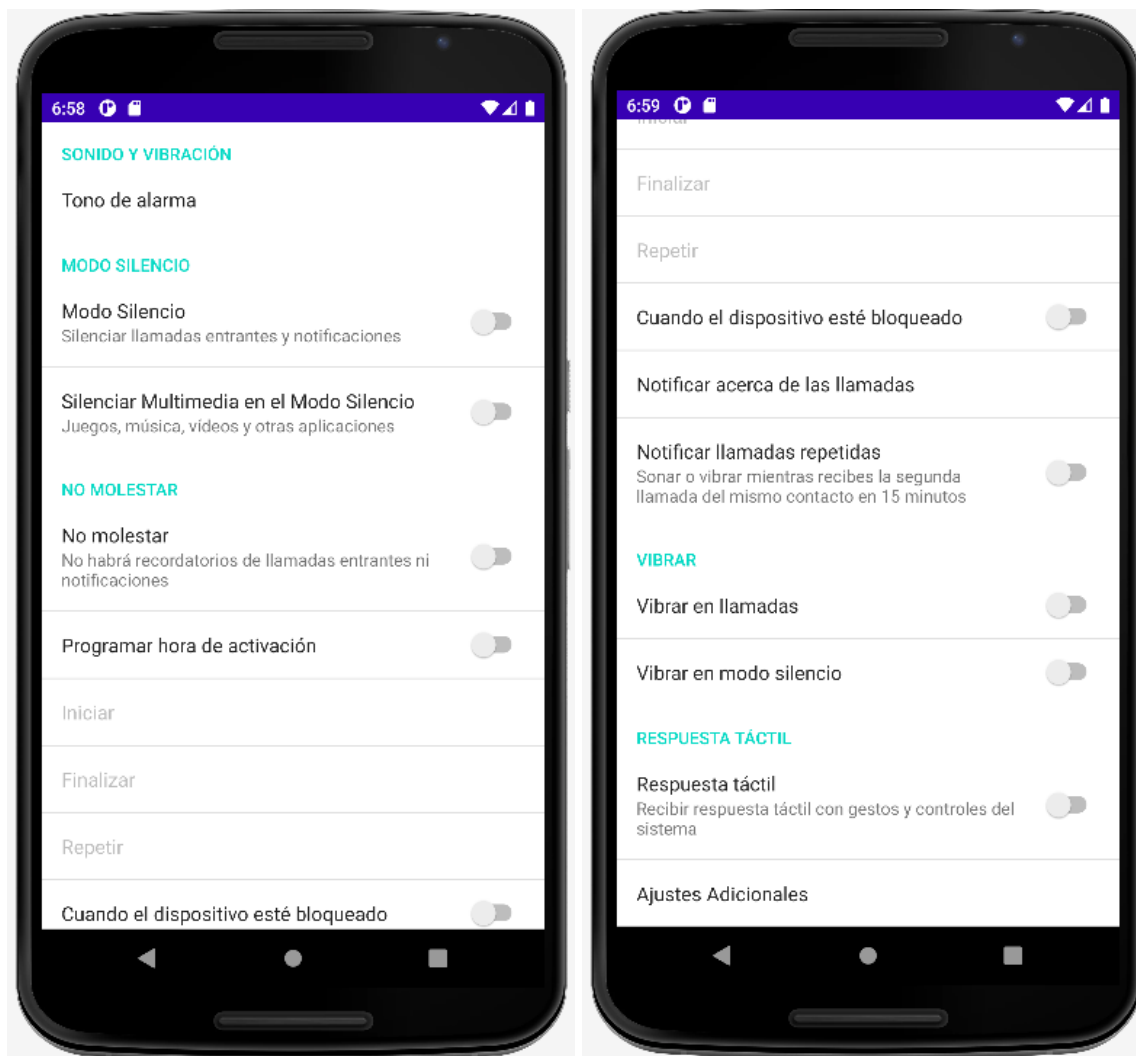 6:58
SONIDO Y VIBRACIÓN
Tono de alarma
MODO SILENCIO
Modo Silencio
Silenciar llamadas entrantes y notificaciones
Silenciar Multimedia en el Modo Silencio
Juegos, música, vídeos y otras aplicaciones
NO MOLESTAR
No molestar
No habrá recordatorios de llamadas entrantes ni
notificaciones
Programar hora de activación
Iniciar
Finalizar
Repetir
Cuando el dispositivo esté bloqueado
6:59
Iniciar
Finalizar
Repetir
Cuando el dispositivo esté bloqueado
Notificar acerca de las llamadas
Notificar llamadas repetidas
Sonar o vibrar mientras recibes la segunda
llamada del mismo contacto en 15 minutos
VIBRAR
Vibrar en llamadas
Vibrar en modo silencio
RESPUESTA TÁCTIL
Respuesta táctil
Recibir respuesta táctil con gestos y controles del
sistema
Ajustes Adicionales